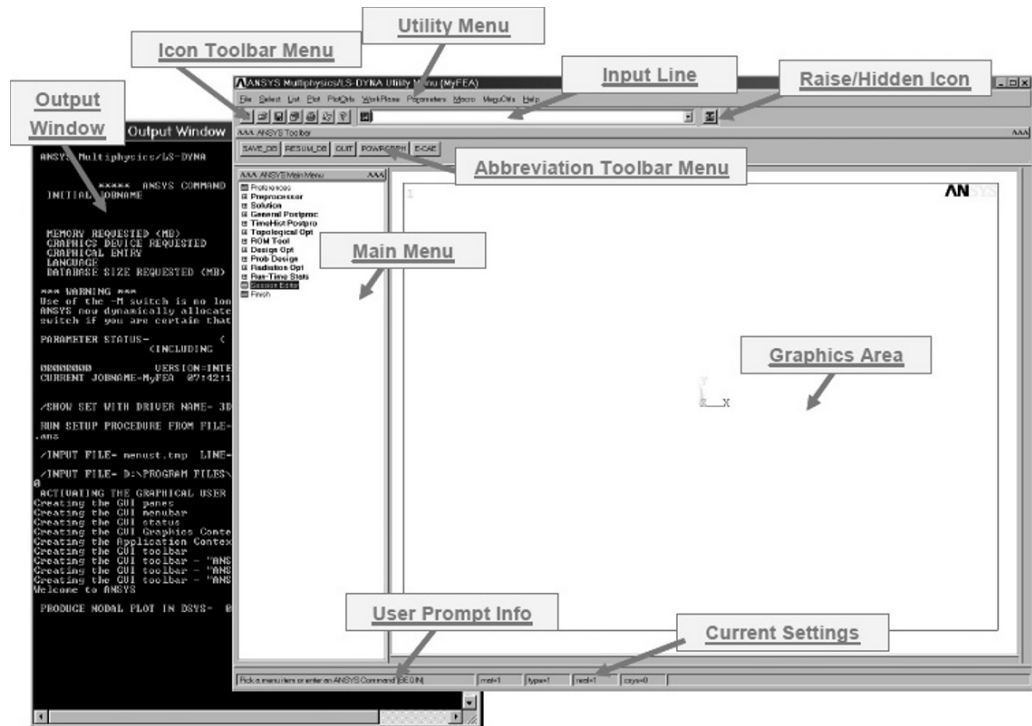 Utility Menu
Icon Toolbar Menu
Input Line
Raise/Hidden Icon
Output
Window
ANSYS Multiphysics/LS-DYNA Utility Menu (MyFEA)
File Select List Plot PlotCtrls WorkPlane Parameters Macro MenuCtrls Help
ANSYS Toolbar
SAVE_DB RESUM_DB QUIT POWRGRPH E-CAE
Abbreviation Toolbar Menu
Output Window
ANSYS Multiphysics/LS-DYNA
***** ANSYS COMMAND
INITIAL JOBNAME
MEMORY REQUESTED (MB)
GRAPHICS DEVICE REQUESTED
GRAPHICAL ENTRY
LANGUAGE
DATABASE SIZE REQUESTED (MB)
*** WARNING ***
Use of the -M switch is no lon
ANSYS now dynamically allocate
switch if you are certain that
PARAMETER STATUS- (
(INCLUDING
00000000 VERSION=INTE
CURRENT JOBNAME-MyFEA 07:42:1
/SHOW SET WITH DRIVER NAME- 3D
RUN SETUP PROCEDURE FROM FILE-
.ans
/INPUT FILE= menust.tmp LINE=
/INPUT FILE= D:\PROGRAM FILES\
0
ACTIVATING THE GRAPHICAL USER
Creating the GUI panes
Creating the GUI menubar
Creating the GUI status
Creating the GUI Graphics Conte
Creating the Application Contex
Creating the GUI toolbar
Creating the GUI toolbar - "ANS
Creating the GUI toolbar - "ANS
Creating the GUI toolbar - "ANS
Welcome to ANSYS
PRODUCE NODAL PLOT IN DSYS= 0
ANSYS Main Menu
Preferences
Preprocessor
Solution
General Postproc
TimeHist Postpro
Topological Opt
ROM Tool
Design Opt
Prob Design
Radiation Opt
Run-Time Stats
Session Editor
Finish
Main Menu
1
ANSYS
Graphics Area
Y
Z X
User Prompt Info
Current Settings
Pick a menu item or enter an ANSYS Command (BEGIN) mat=1 type=1 real=1 csys=0